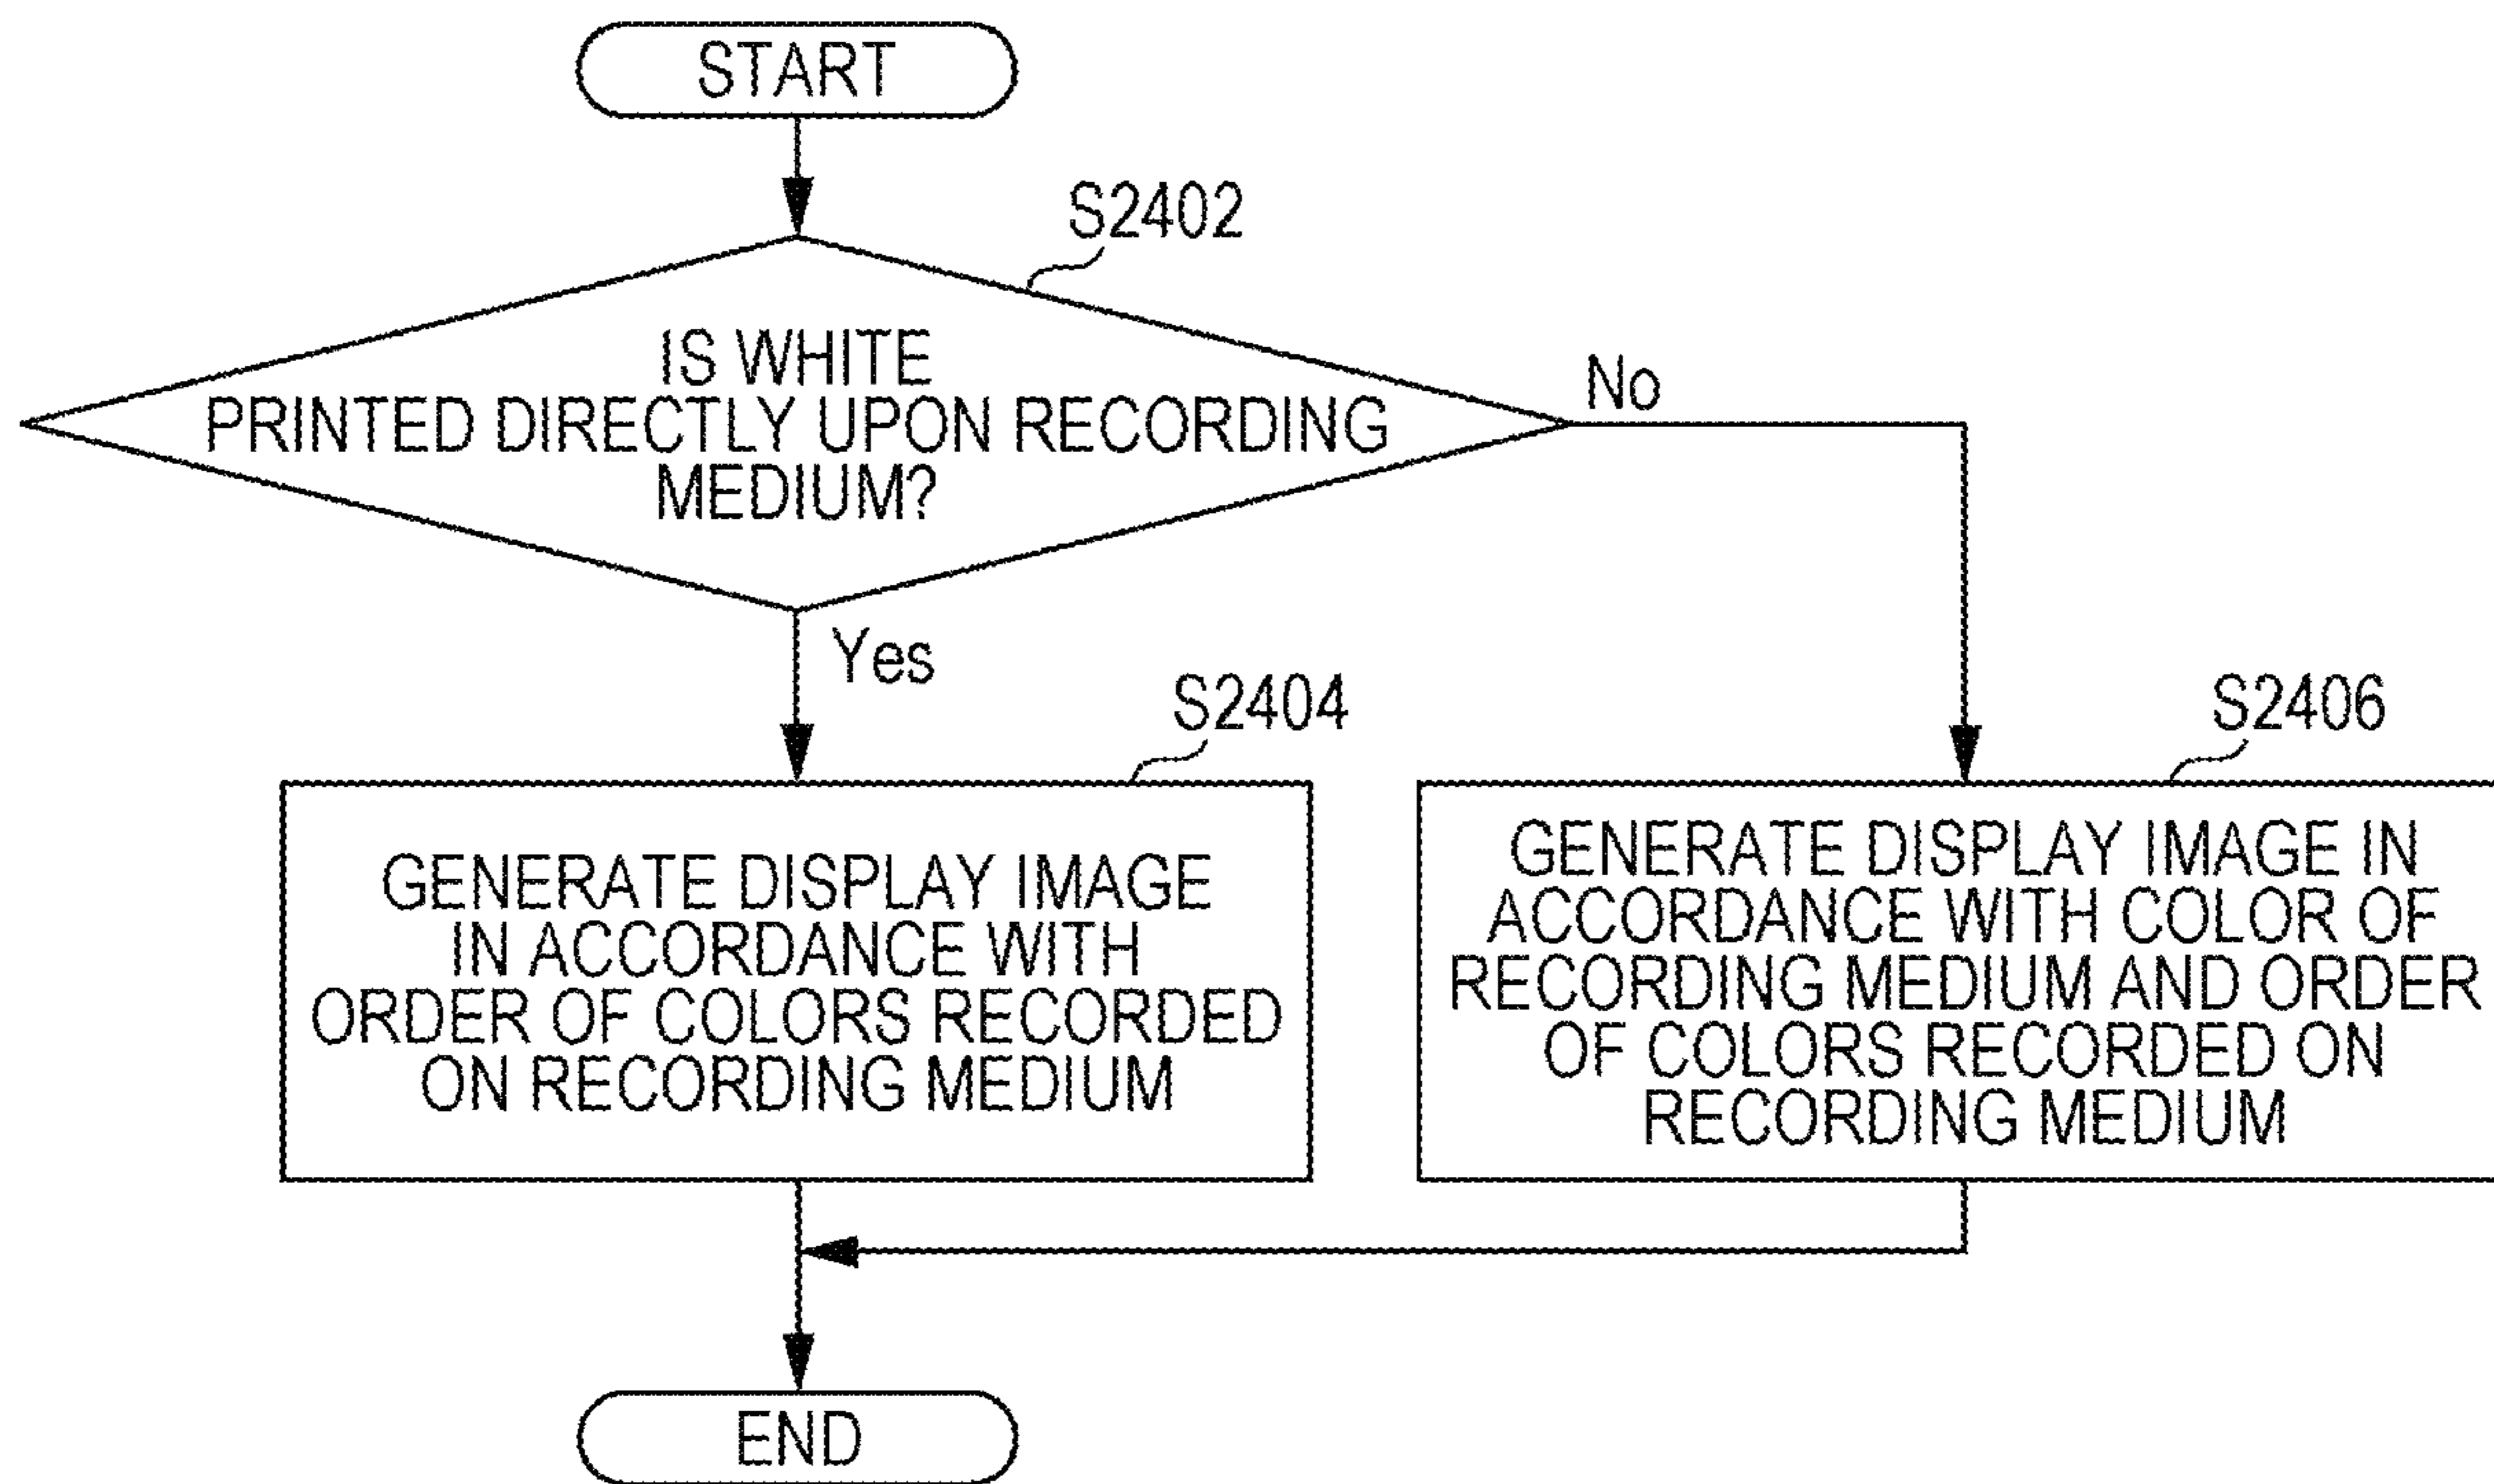 START
S2402
IS WHITE
PRINTED DIRECTLY UPON RECORDING
MEDIUM?
No
Yes
S2404
GENERATE DISPLAY IMAGE
IN ACCORDANCE WITH
ORDER OF COLORS RECORDED
ON RECORDING MEDIUM
S2406
GENERATE DISPLAY IMAGE IN
ACCORDANCE WITH COLOR OF
RECORDING MEDIUM AND ORDER
OF COLORS RECORDED ON
RECORDING MEDIUM
END